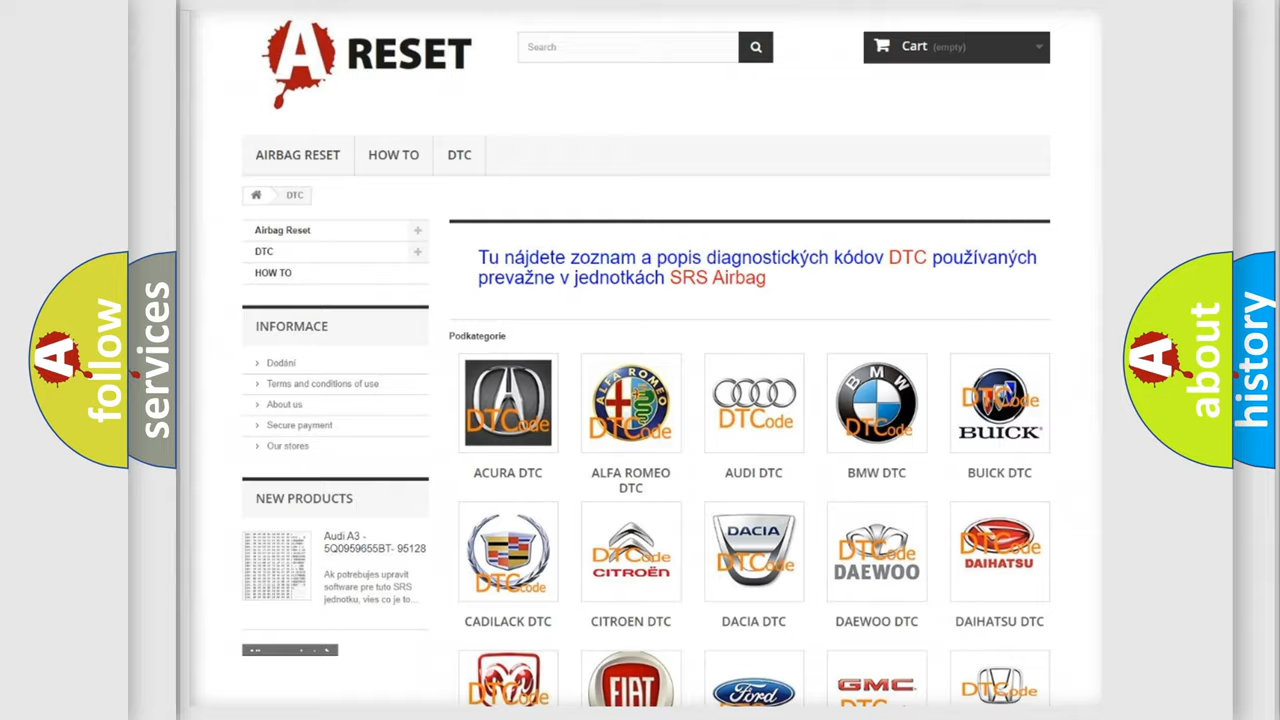 A RESET
Search
Cart (empty)
AIRBAG RESET
HOW TO
DTC
DTC
Airbag Reset
DTC
HOW TO
Tu nájdete zoznam a popis diagnostických kódov DTC používaných
prevažne v jednotkách SRS Airbag
INFORMACE
Dodání
Terms and conditions of use
About us
Secure payment
Our stores
NEW PRODUCTS
Audi A3 -
5Q0959655BT- 95128
Ak potrebujes upravit
software pre tuto SRS
jednotku, vies co je to...
Podkategorie
DTCode
ALFA ROMEO
DTCode
DTCode
BMW
DTCode
DTCode
BUICK
ACURA DTC
ALFA ROMEO
DTC
AUDI DTC
BMW DTC
BUICK DTC
DTCode
DTCode
CITROËN
DACIA
DTCode
DTCode
DAEWOO
DTCode
DAIHATSU
CADILACK DTC
CITROEN DTC
DACIA DTC
DAEWOO DTC
DAIHATSU DTC
DTCode
FIAT
Ford
GMC
DTCode
A follow
services
A about
history